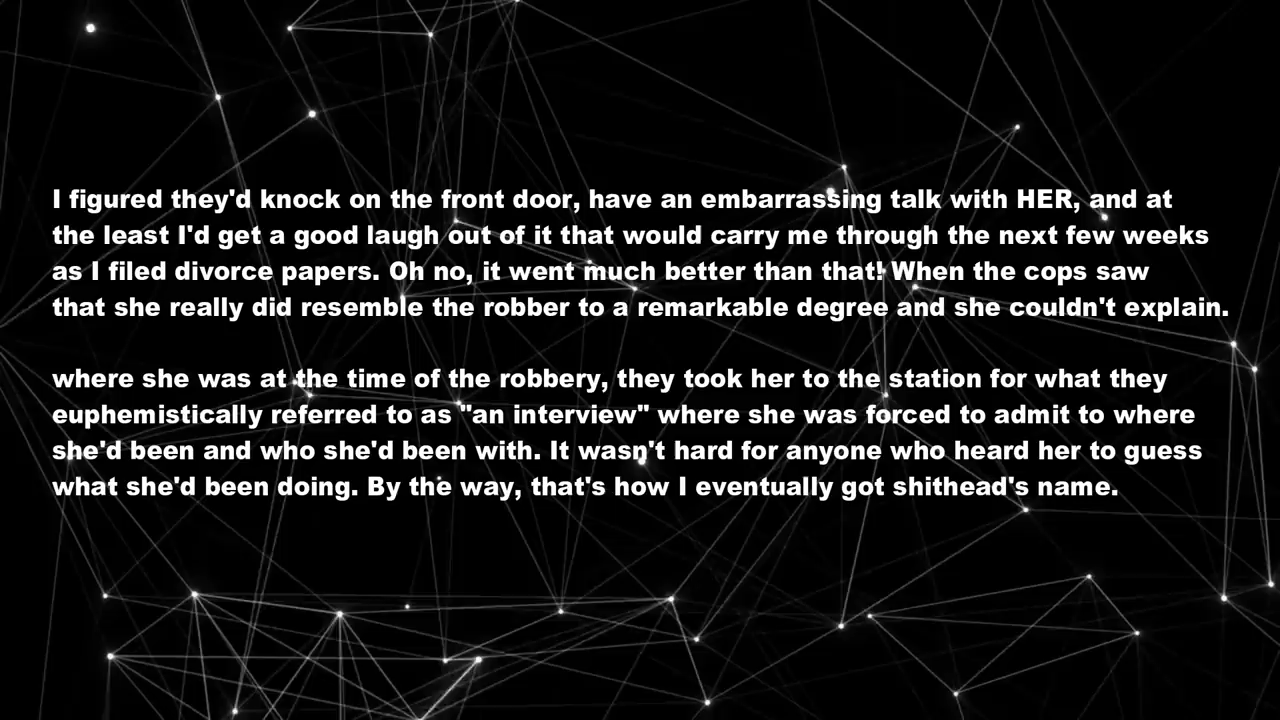 I figured they'd knock on the front door, have an embarrassing talk with HER, and at
the least I'd get a good laugh out of it that would carry me through the next few weeks
as I filed divorce papers. Oh no, it went much better than that! When the cops saw
that she really did resemble the robber to a remarkable degree and she couldn't explain.
where she was at the time of the robbery, they took her to the station for what they
euphemistically referred to as "an interview" where she was forced to admit to where
she'd been and who she'd been with. It wasn't hard for anyone who heard her to guess
what she'd been doing. By the way, that's how I eventually got shithead's name.